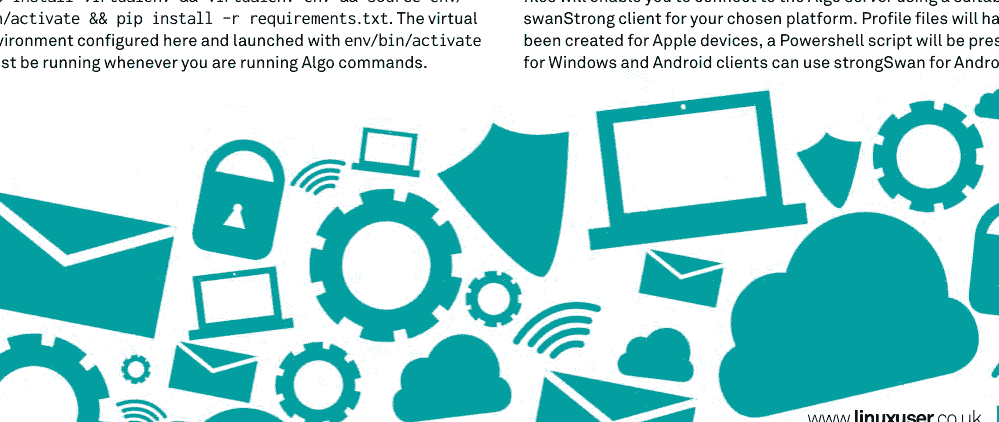 n/activate && pip install -r requirements.txt. The virtual
vironment configured here and launched with env/bin/activate
st be running whenever you are running Algo commands.
swanStrong client for your chosen platform. Profile files will ha
been created for Apple devices, a Powershell script will be pres
for Windows and Android clients can use strongSwan for Andro
www.linuxuser.co.uk